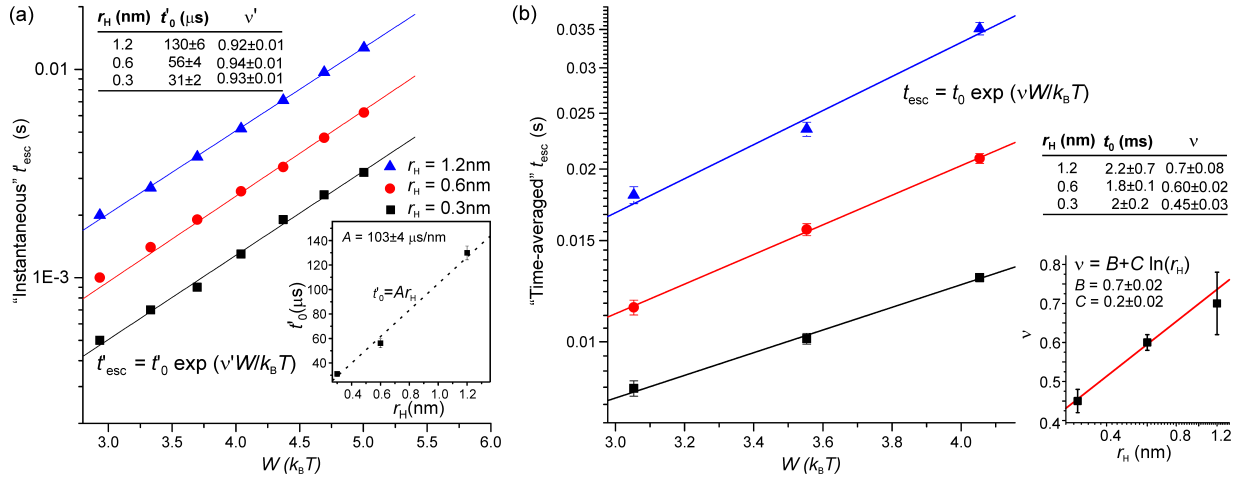 (a)
r_H (nm) t'_0 (μs) ν'
1.2 130±6 0.92±0.01
0.6 56±4 0.94±0.01
0.3 31±2 0.93±0.01
0.01
1E-3
"Instantaneous" t'_esc (s)
r_H = 1.2nm
r_H = 0.6nm
r_H = 0.3nm
t'_esc = t'_0 exp (ν'W/k_BT)
3.0 3.5 4.0 4.5 5.0 5.5 6.0
W (k_BT)
A = 103±4 μs/nm
t'_0=Ar_H
140
120
100
80
60
40
t'_0(μs)
0.4 0.6 0.8 1.0 1.2
r_H(nm)
(b)
0.035
0.03
0.025
0.02
0.015
0.01
"Time-averaged" t_esc (s)
t_esc = t_0 exp (νW/k_BT)
3.0 3.2 3.4 3.6 3.8 4.0
W (k_BT)
r_H (nm) t_0 (ms) ν
1.2 2.2±0.7 0.7±0.08
0.6 1.8±0.1 0.60±0.02
0.3 2±0.2 0.45±0.03
ν = B+C ln(r_H)
B = 0.7±0.02
C = 0.2±0.02
0.8
0.7
0.6
0.5
0.4
ν
0.4 0.8 1.2
r_H (nm)